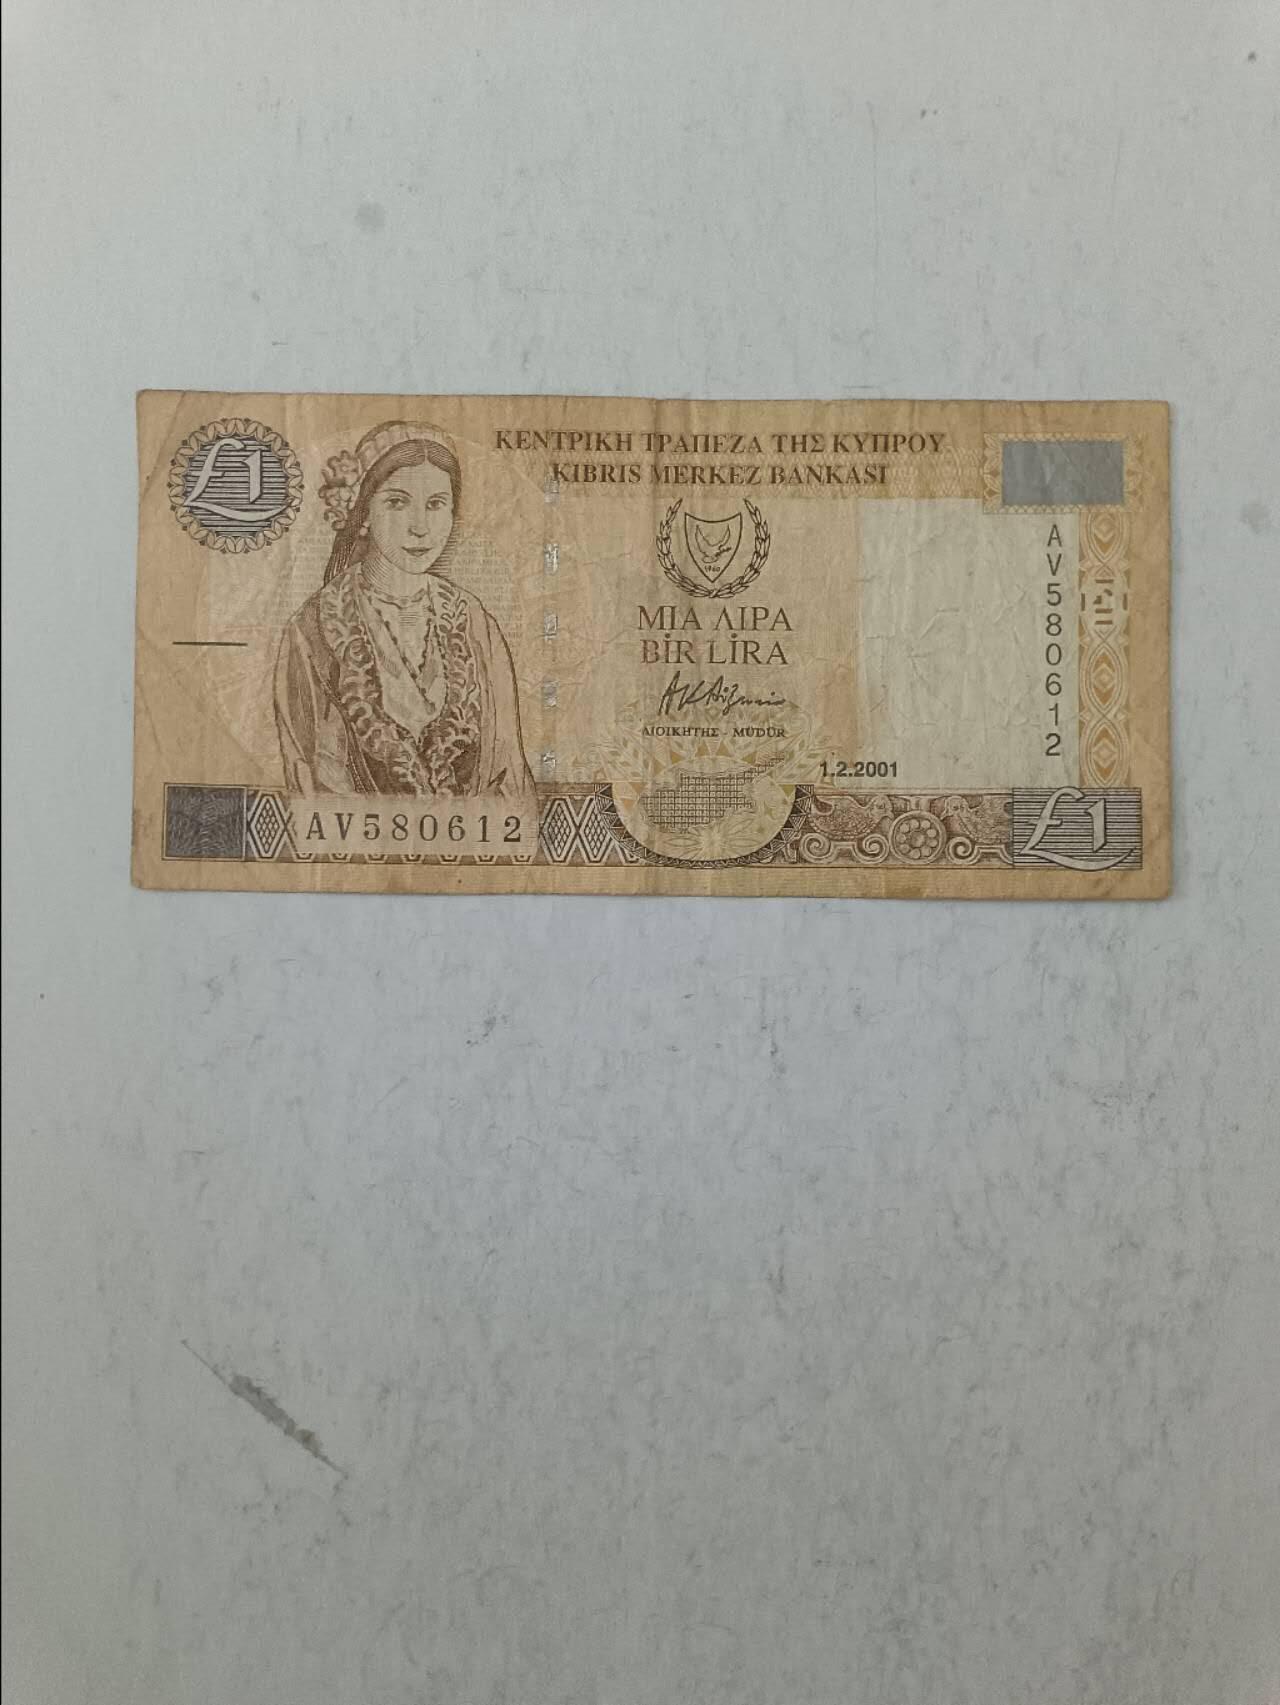 £1
ΚΕΝΤΡΙΚΗ ΤΡΑΠΕΖΑ ΤΗΣ ΚΥΠΡΟΥ
KIBRIS MERKEZ BANKASI
1960
ΜΙΑ ΛΙΡΑ
BİR LİRA
ΔΙΟΙΚΗΤΗΣ - MÜDÜR
1.2.2001
AV580612
AV580612
£1